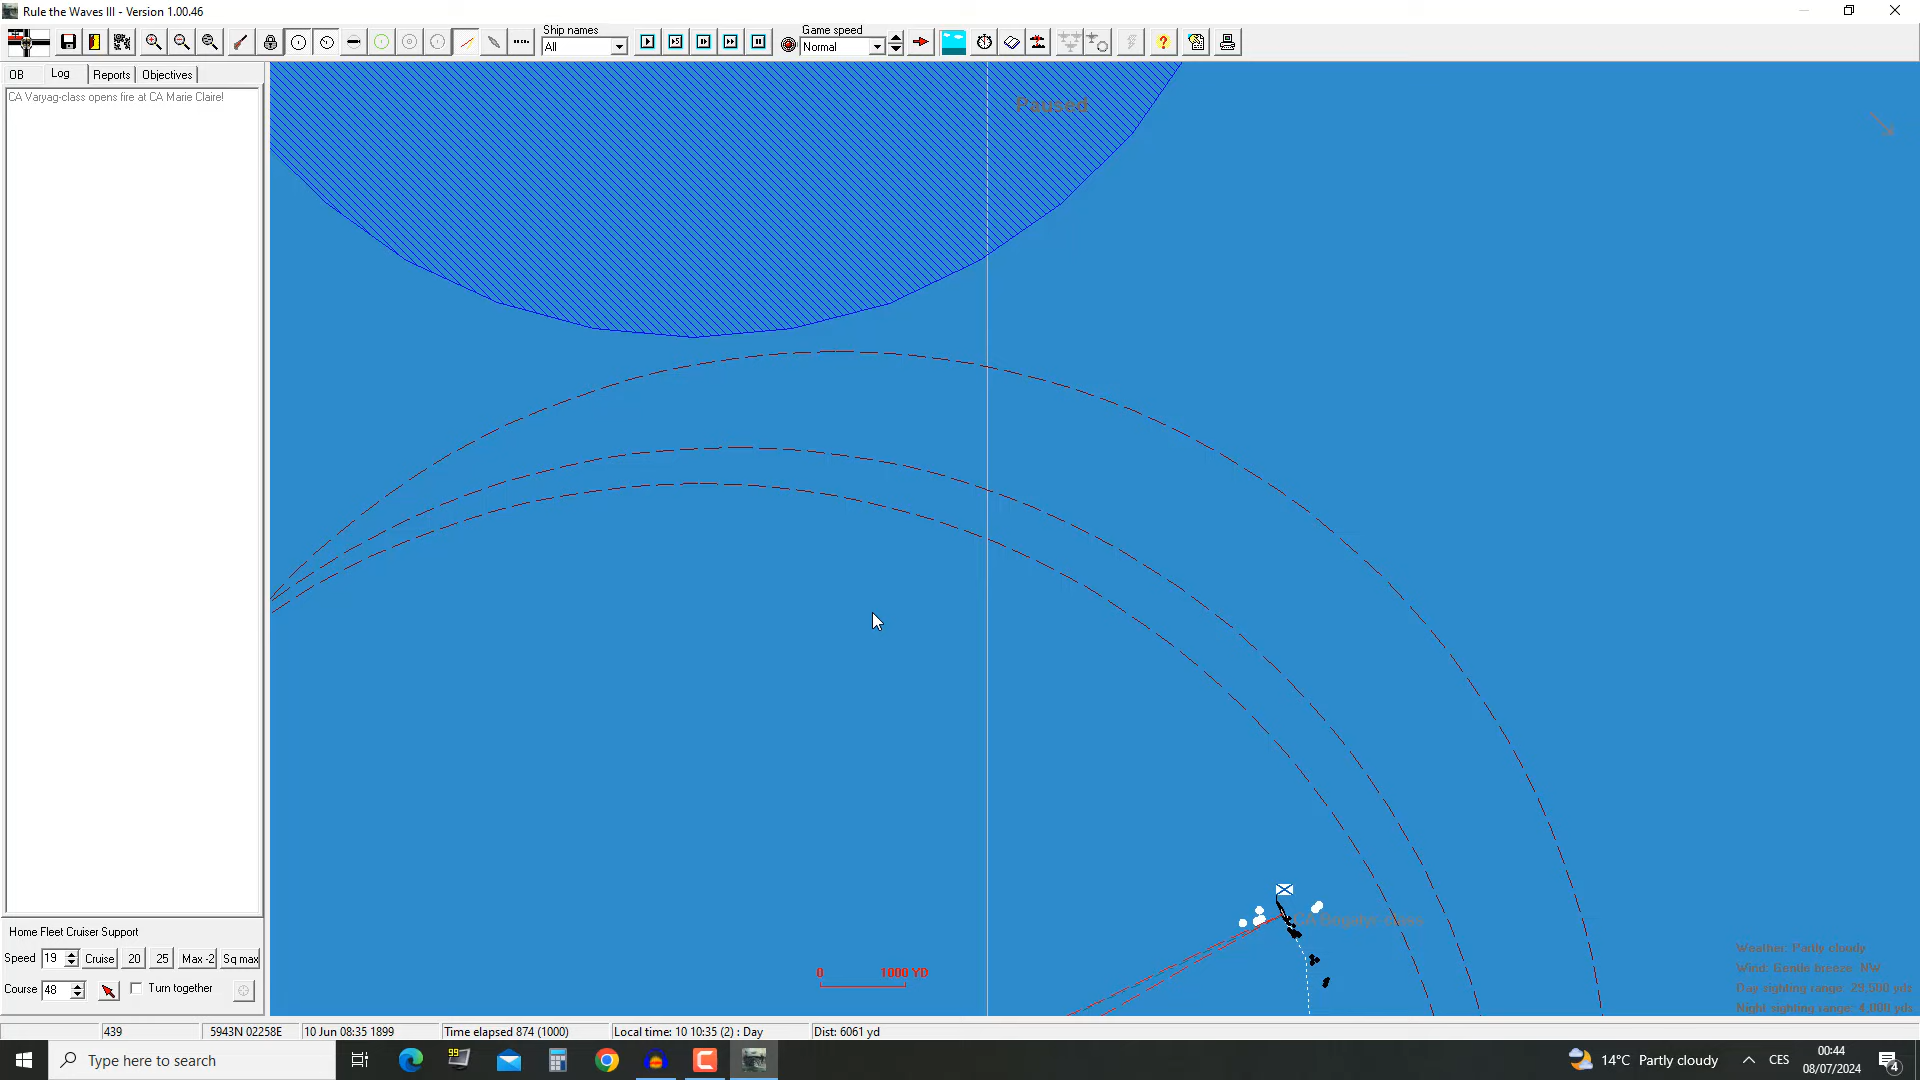 Rule the Waves III - Version 1.00.46
Ship names
All
Game speed
Normal
OB
Log
Reports
Objectives
CA Varyag-class opens fire at CA Marie Claire!
Paused
CA Bogatyr-class
0 1000 YD
Weather: Partly cloudy
Wind: Gentle breeze NW
Day sighting range: 29,500 yds
Night sighting range: 4,000 yds
Home Fleet Cruiser Support
Speed 19 Cruise 20 25 Max -2 Sq max
Course 48 Turn together
439 5943N 02258E 10 Jun 08:35 1899 Time elapsed 874 (1000) Local time: 10 10:35 (2) : Day Dist: 6061 yd
Type here to search
99
14°C Partly cloudy
CES
00:44
08/07/2024
4